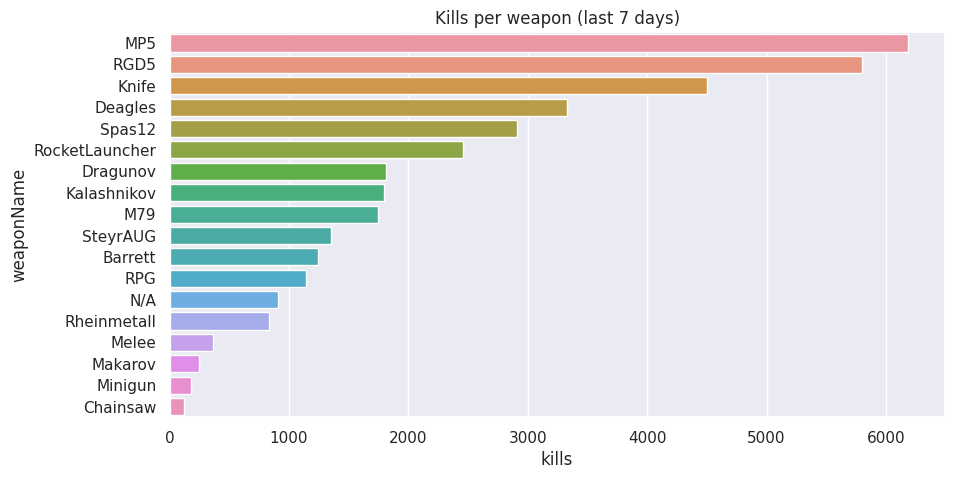 Kills per weapon (last 7 days)
weaponName
MP5
RGD5
Knife
Deagles
Spas12
RocketLauncher
Dragunov
Kalashnikov
M79
SteyrAUG
Barrett
RPG
N/A
Rheinmetall
Melee
Makarov
Minigun
Chainsaw
0 1000 2000 3000 4000 5000 6000
kills